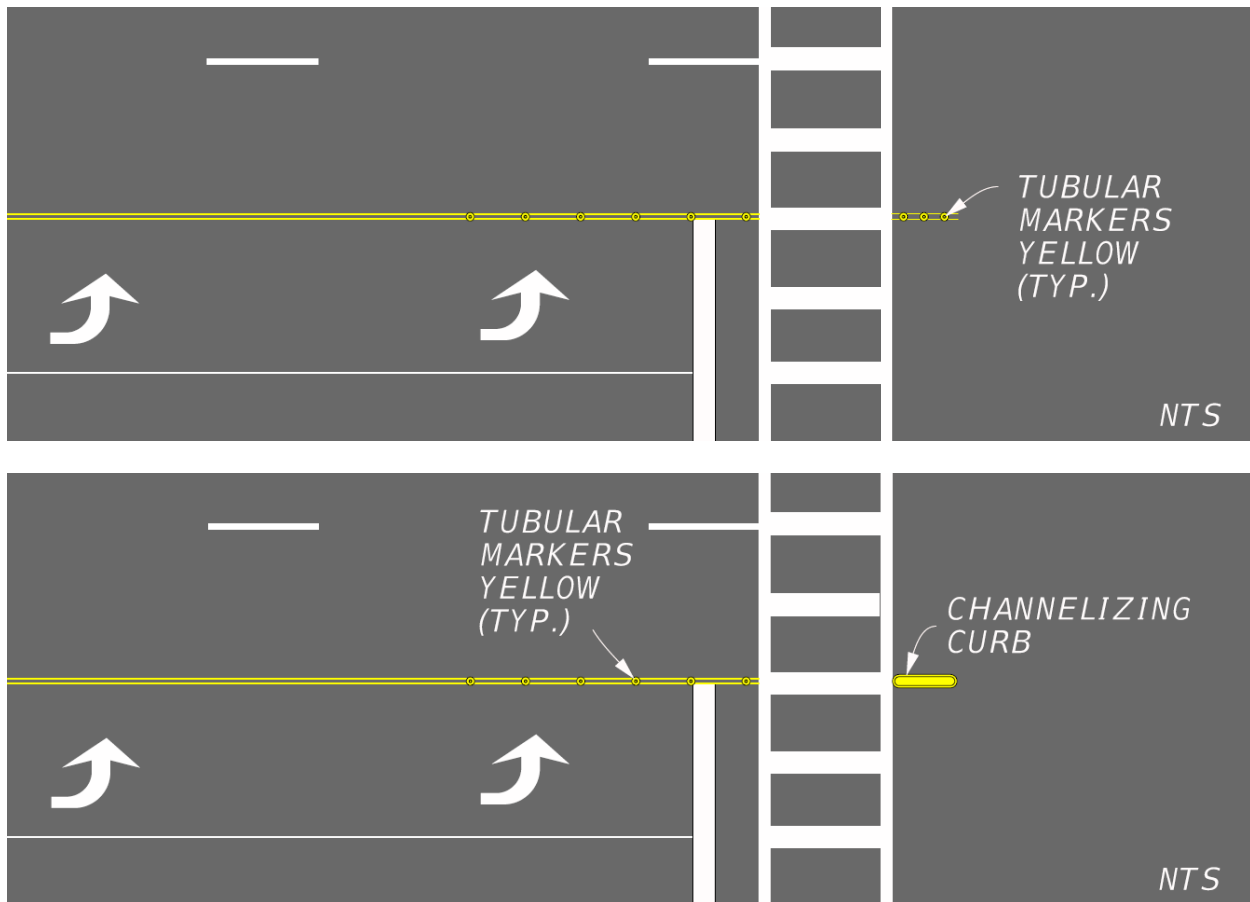 TUBULAR
MARKERS
YELLOW
(TYP.)
NTS
TUBULAR
MARKERS
YELLOW
(TYP.)
CHANNELIZING
CURB
NTS